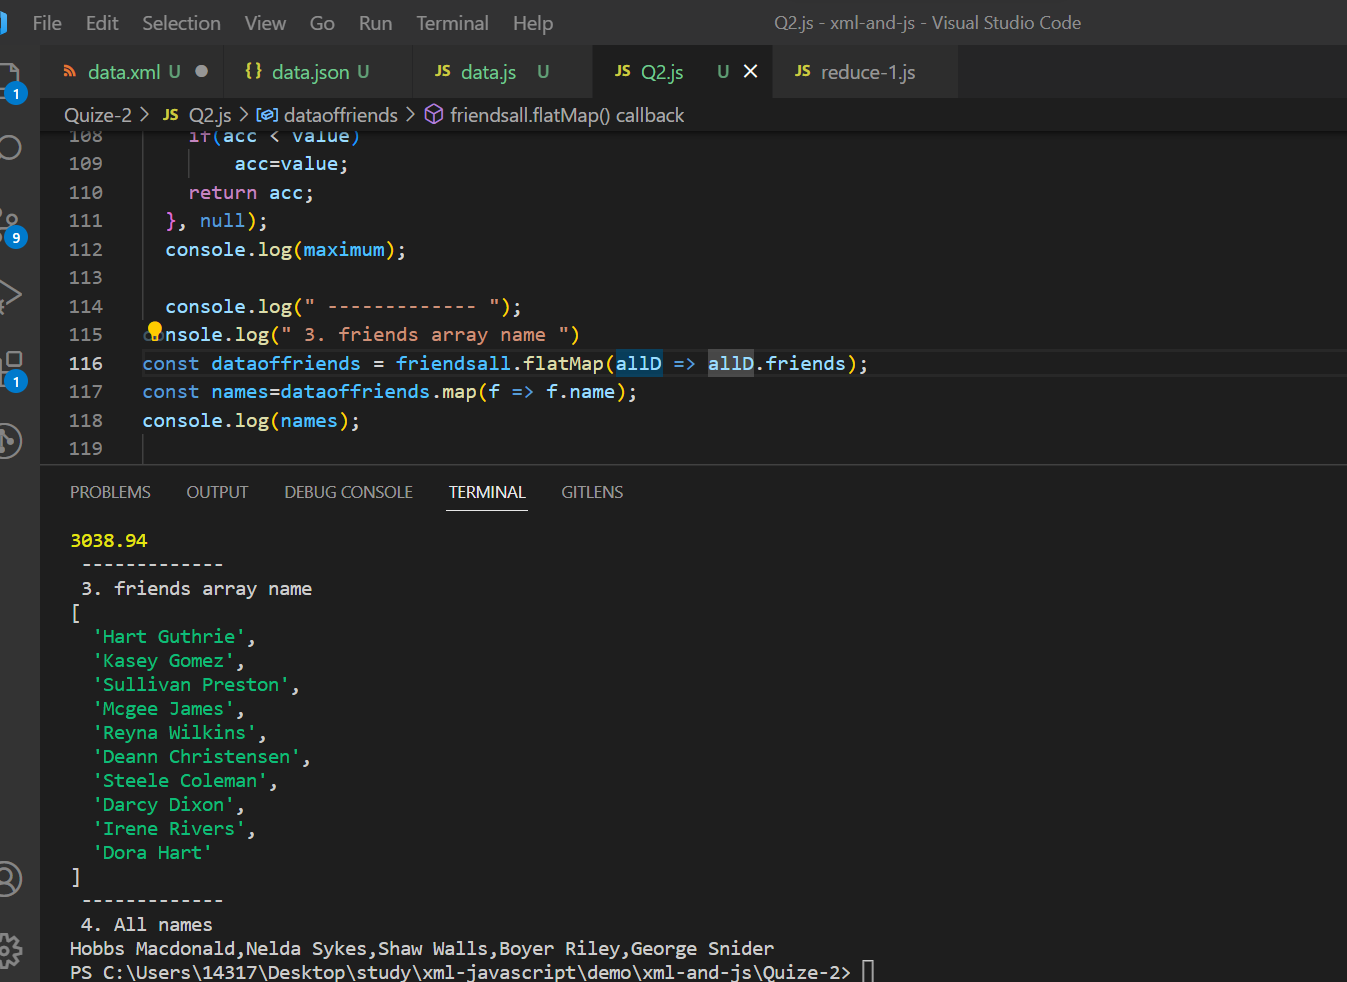 File Edit Selection View Go Run Terminal Help Q2.js - xml-and-js - Visual Studio Code
data.xml U ● {} data.json U JS data.js U JS Q2.js U × JS reduce-1.js
1
Quize-2 > JS Q2.js > dataoffriends > friendsall.flatMap() callback
108 if(acc < value)
109 acc=value;
110 return acc;
111 }, null);
9
112 console.log(maximum);
113
114 console.log(" ------------- ");
115 console.log(" 3. friends array name ")
116 const dataoffriends = friendsall.flatMap(allD => allD.friends);
1
117 const names=dataoffriends.map(f => f.name);
118 console.log(names);
119
PROBLEMS OUTPUT DEBUG CONSOLE TERMINAL GITLENS
3038.94
-------------
3. friends array name
[
'Hart Guthrie',
'Kasey Gomez',
'Sullivan Preston',
'Mcgee James',
'Reyna Wilkins',
'Deann Christensen',
'Steele Coleman',
'Darcy Dixon',
'Irene Rivers',
'Dora Hart'
]
-------------
4. All names
Hobbs Macdonald,Nelda Sykes,Shaw Walls,Boyer Riley,George Snider
PS C:\Users\14317\Desktop\study\xml-javascript\demo\xml-and-js\Quize-2>